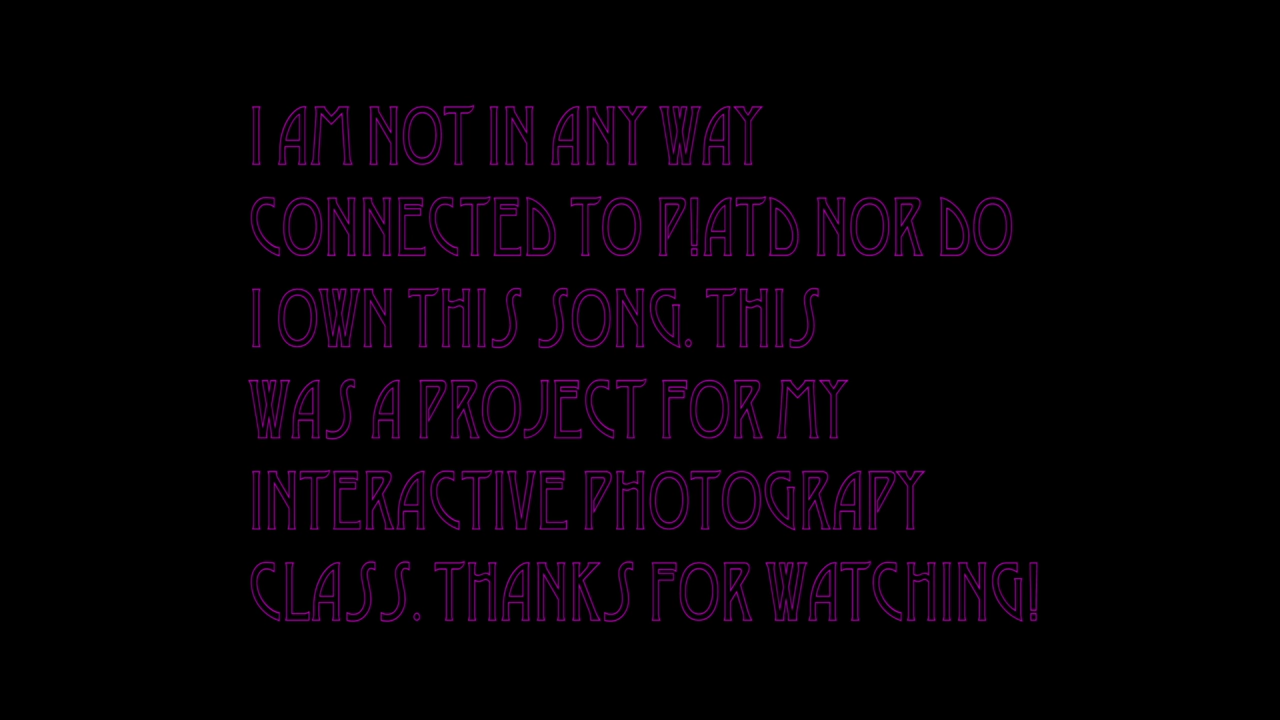 I AM NOT IN ANY WAY
CONNECTED TO P!ATD NOR DO
I OWN THIS SONG. THIS
WAS A PROJECT FOR MY
INTERACTIVE PHOTOGRAPY
CLASS. THANKS FOR WATCHING!